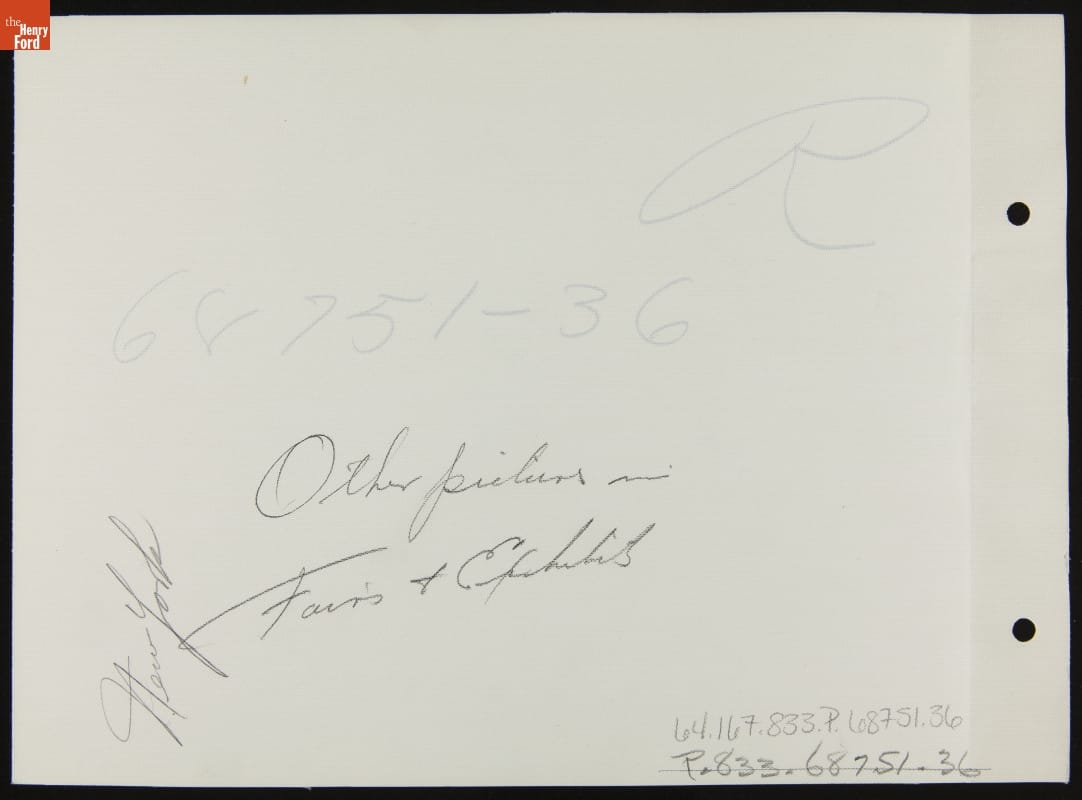 the
Henry
Ford
R
68751-36
Other pictures in
Fairs + Exhibits
New York
64.167.833.P.68751.36
P.833.68751-36